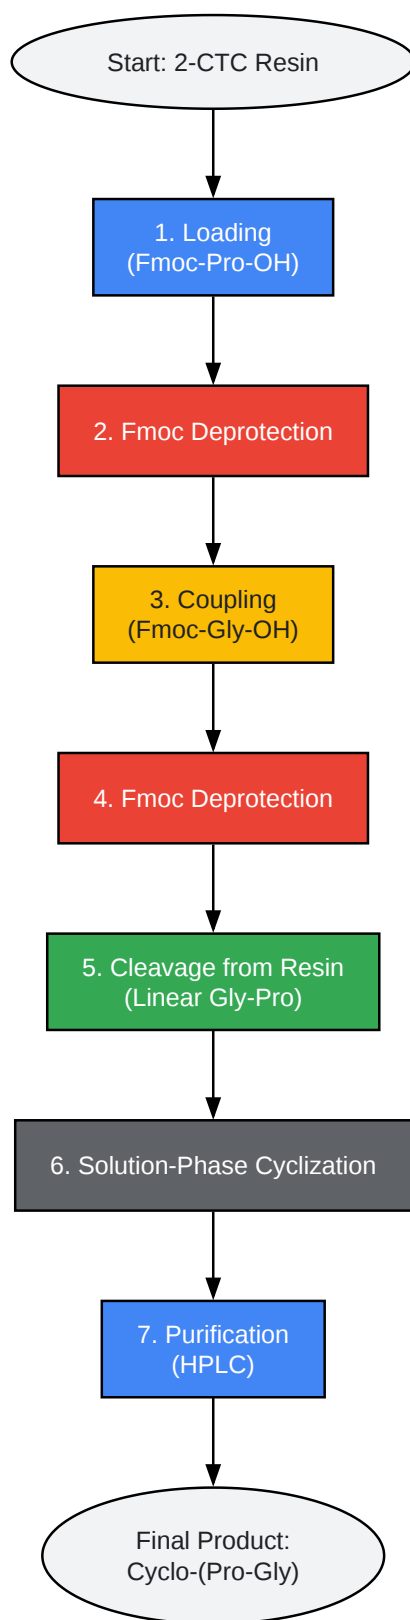 Start: 2-CTC Resin
1. Loading
(Fmoc-Pro-OH)
2. Fmoc Deprotection
3. Coupling
(Fmoc-Gly-OH)
4. Fmoc Deprotection
5. Cleavage from Resin
(Linear Gly-Pro)
6. Solution-Phase Cyclization
7. Purification
(HPLC)
Final Product:
Cyclo-(Pro-Gly)